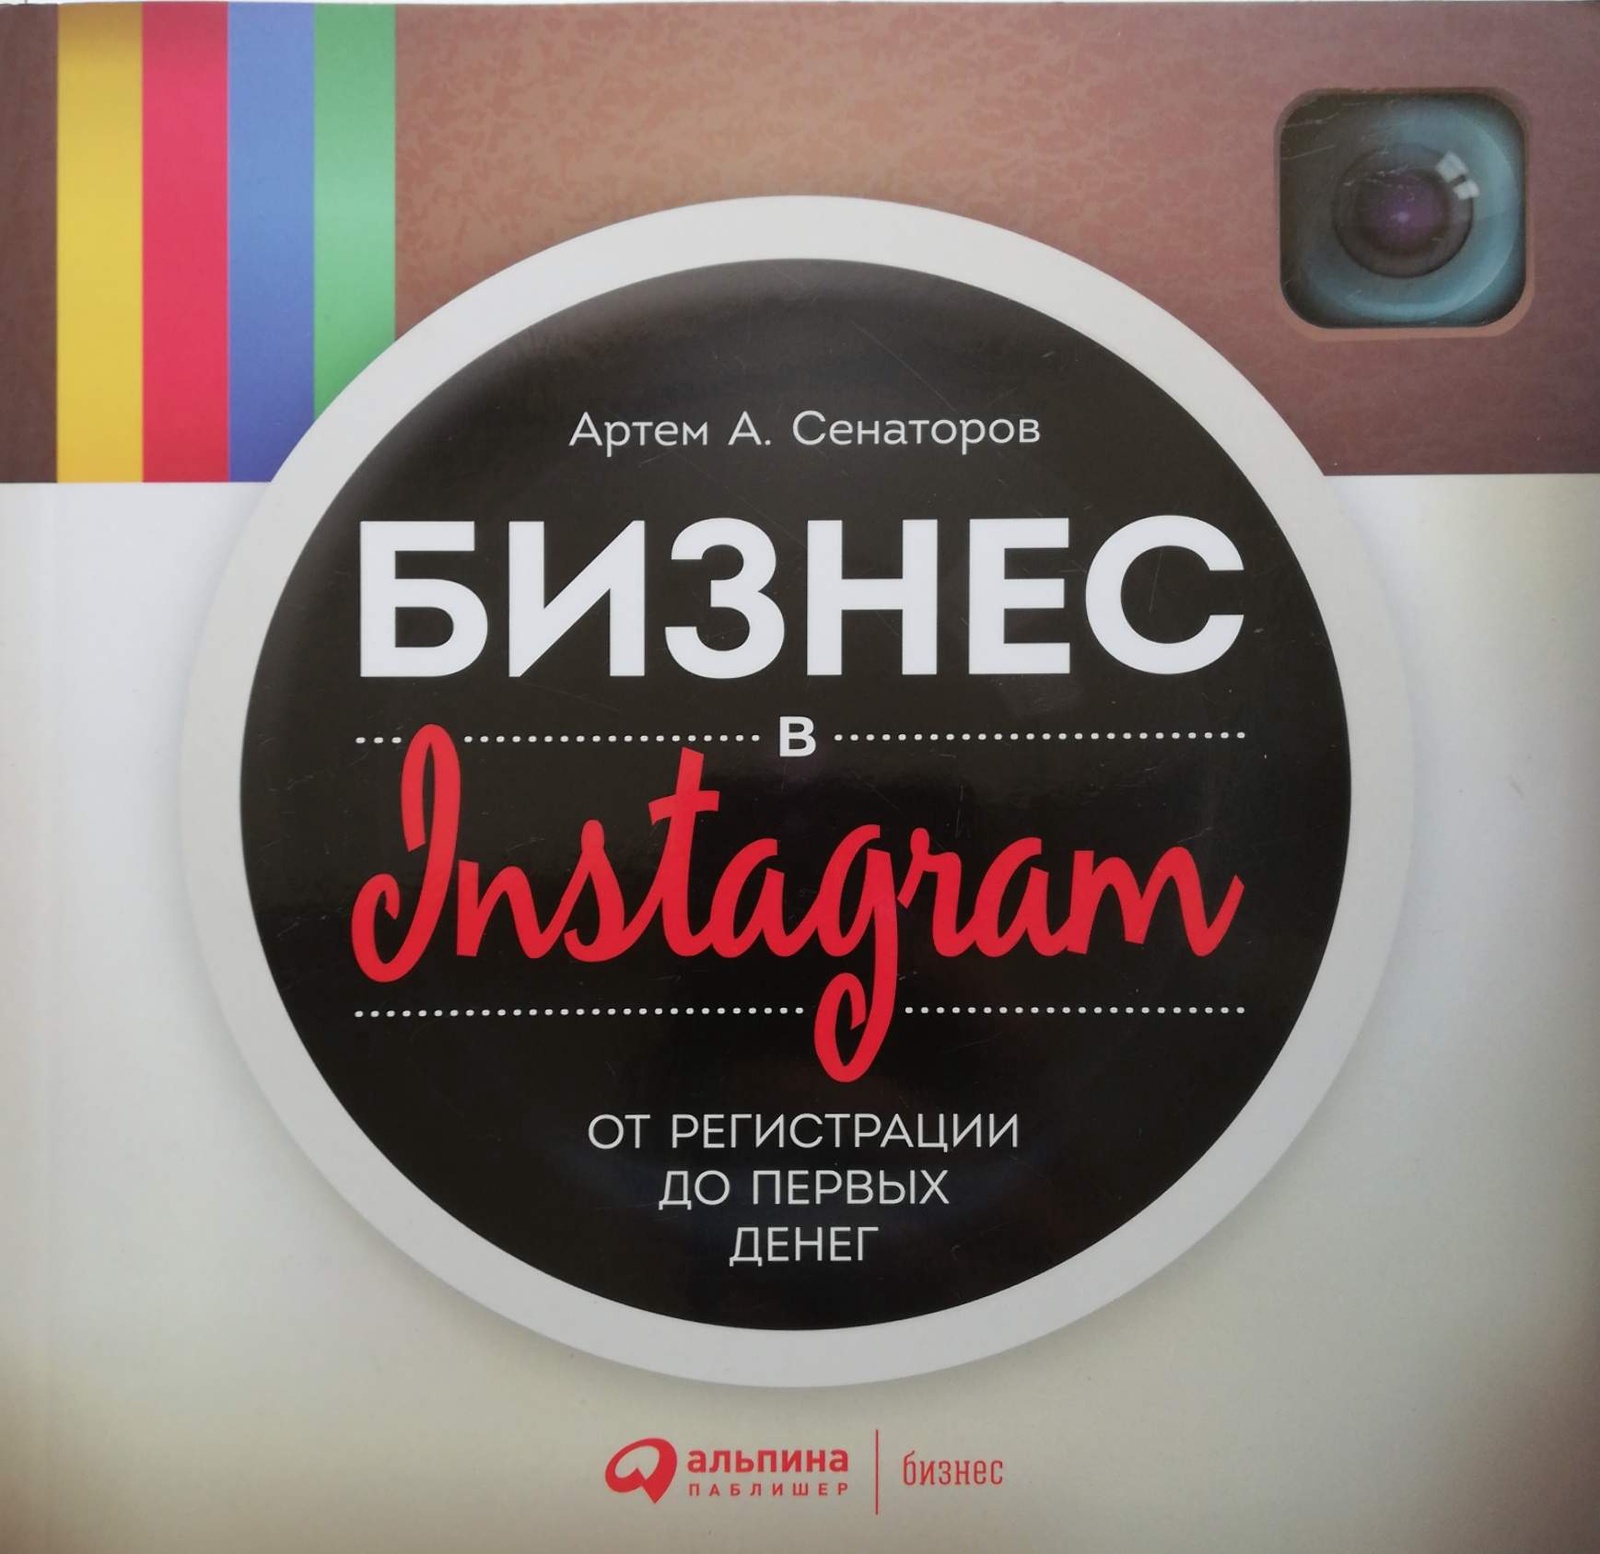 Артем А. Сенаторов
БИЗНЕС
в
Instagram
ОТ РЕГИСТРАЦИИ
ДО ПЕРВЫХ
ДЕНЕГ
альпина
ПАБЛИШЕР
бизнес